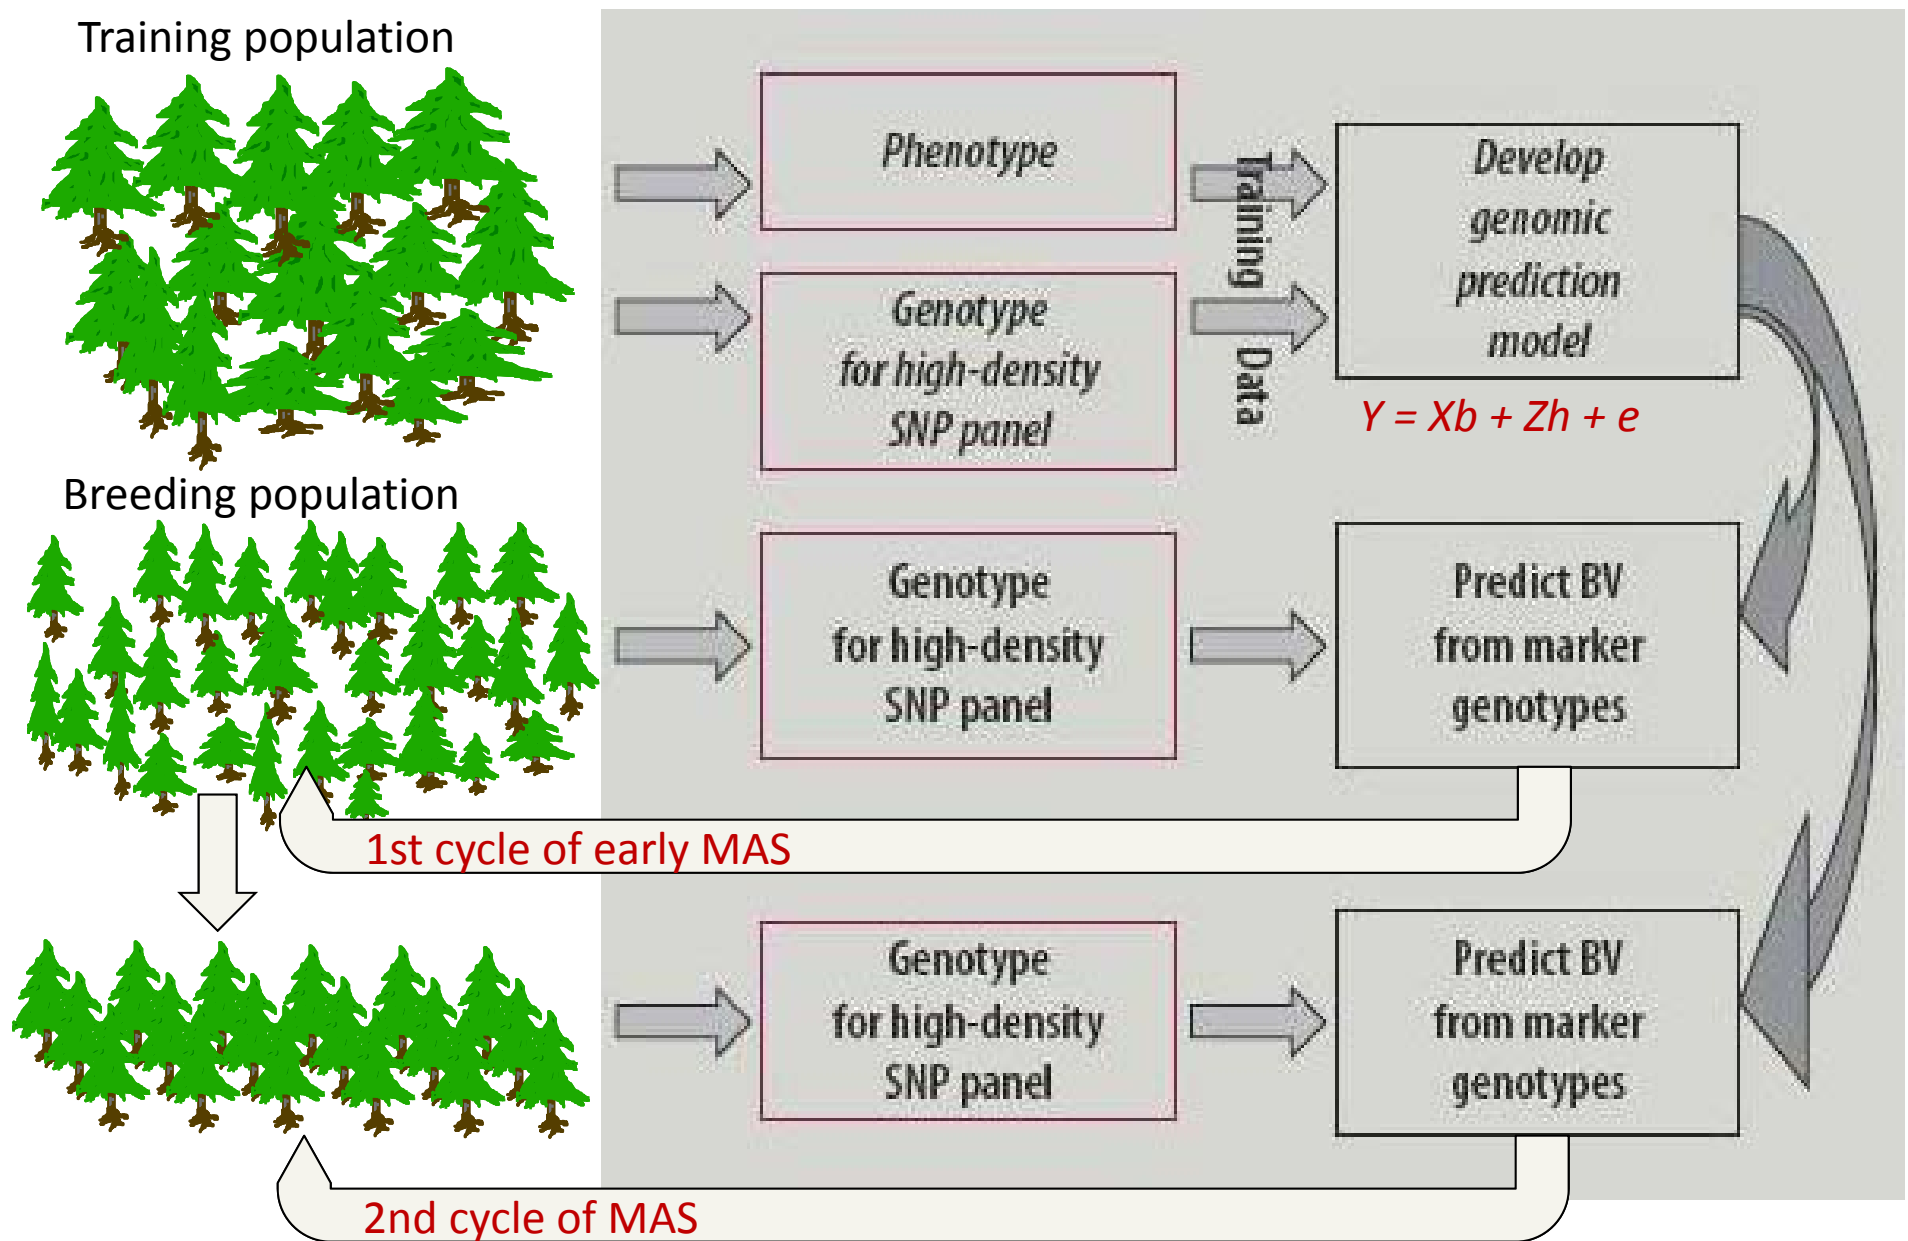 Training population
Phenotype
Genotype
for high-density
SNP panel
Training Data
Develop
genomic
prediction
model
Y = Xb + Zh + e
Breeding population
Genotype
for high-density
SNP panel
Predict BV
from marker
genotypes
1st cycle of early MAS
Genotype
for high-density
SNP panel
Predict BV
from marker
genotypes
2nd cycle of MAS